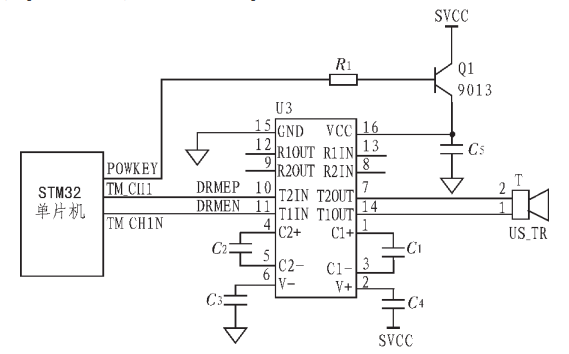 SVCC
R1
Q1
9013
U3
15 GND VCC 16
12 R1OUT R1IN 13
9 R2OUT R2IN 8
C5
STM32
单片机
POWKEY
TM_CH1 DRMEP 10 T2IN T2OUT 7
TM CH1N DRMEN 11 T1IN T1OUT 14
2 T
1
US_TR
4 C2+ C1+ 1
C2 C1
5 C2- C1- 3
6 V- V+ 2
C3 C4
SVCC